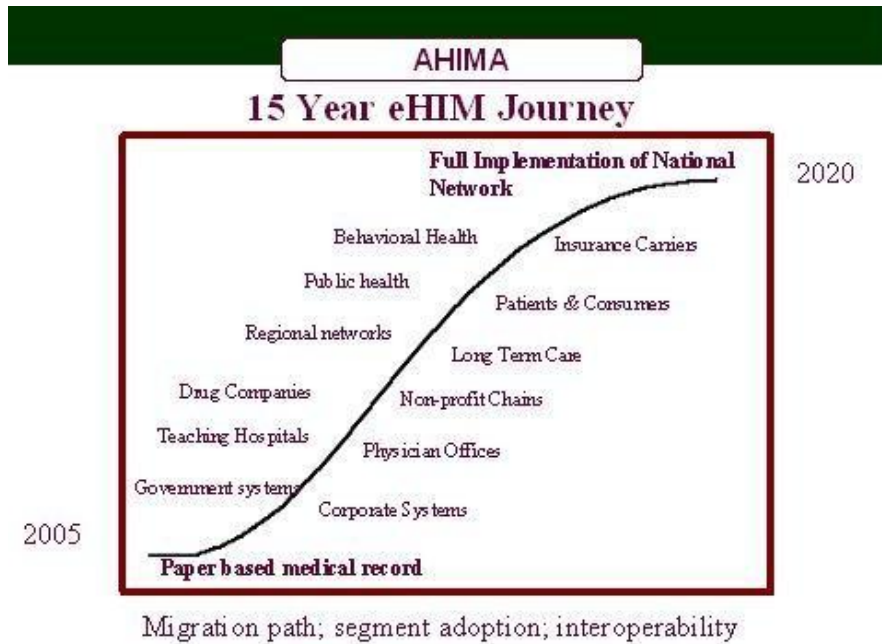 AHIMA
15 Year eHIM Journey
Full Implementation of National
Network
2020
Behavioral Health
Insurance Carriers
Public health
Patients & Consumers
Regional networks
Long Term Care
Drug Companies
Non-profit Chains
Teaching Hospitals
Physician Offices
Government systems
Corporate Systems
2005
Paper based medical record
Migration path; segment adoption; interoperability